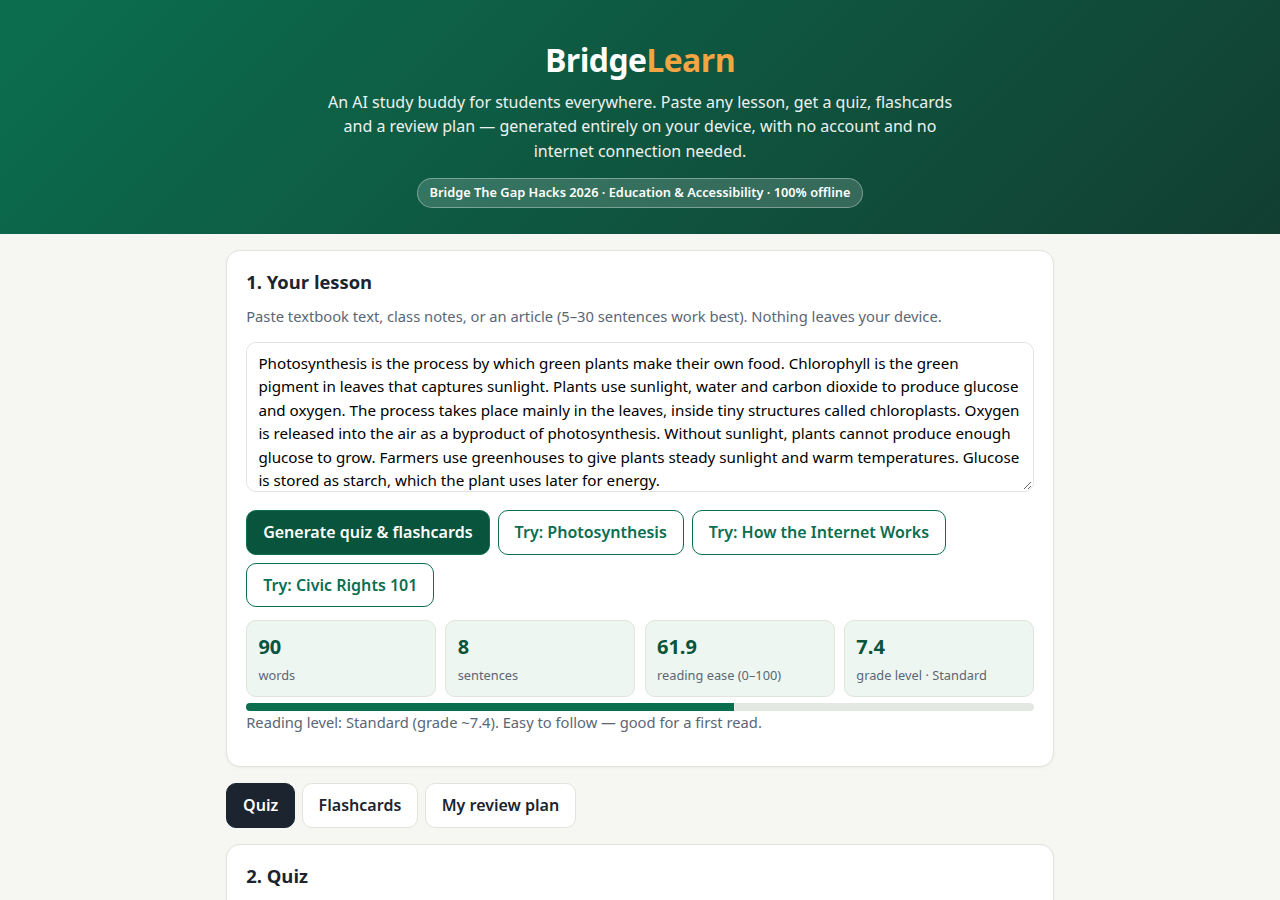 BridgeLearn
An AI study buddy for students everywhere. Paste any lesson, get a quiz, flashcards
and a review plan — generated entirely on your device, with no account and no
internet connection needed.
Bridge The Gap Hacks 2026 · Education & Accessibility · 100% offline
1. Your lesson
Paste textbook text, class notes, or an article (5–30 sentences work best). Nothing leaves your device.
Photosynthesis is the process by which green plants make their own food. Chlorophyll is the green
pigment in leaves that captures sunlight. Plants use sunlight, water and carbon dioxide to produce glucose
and oxygen. The process takes place mainly in the leaves, inside tiny structures called chloroplasts. Oxygen
is released into the air as a byproduct of photosynthesis. Without sunlight, plants cannot produce enough
glucose to grow. Farmers use greenhouses to give plants steady sunlight and warm temperatures. Glucose
is stored as starch, which the plant uses later for energy.
Generate quiz & flashcards
Try: Photosynthesis
Try: How the Internet Works
Try: Civic Rights 101
90
words
8
sentences
61.9
reading ease (0–100)
7.4
grade level · Standard
Reading level: Standard (grade ~7.4). Easy to follow — good for a first read.
Quiz
Flashcards
My review plan
2. Quiz